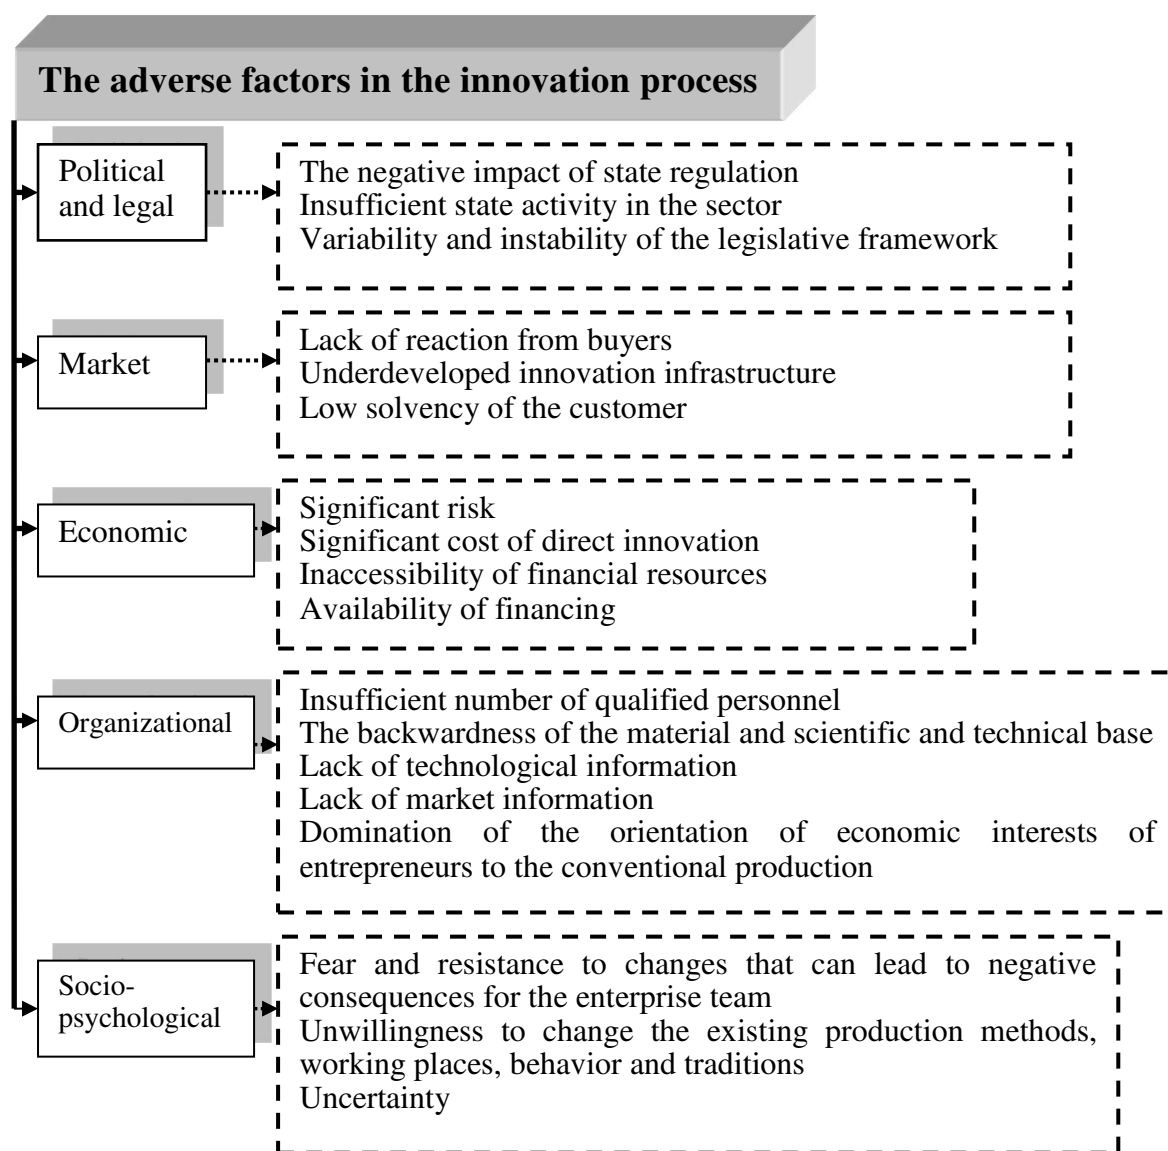 The adverse factors in the innovation process
Political
and legal
The negative impact of state regulation
Insufficient state activity in the sector
Variability and instability of the legislative framework
Market
Lack of reaction from buyers
Underdeveloped innovation infrastructure
Low solvency of the customer
Economic
Significant risk
Significant cost of direct innovation
Inaccessibility of financial resources
Availability of financing
Organizational
Insufficient number of qualified personnel
The backwardness of the material and scientific and technical base
Lack of technological information
Lack of market information
Domination of the orientation of economic interests of
entrepreneurs to the conventional production
Socio-
psychological
Fear and resistance to changes that can lead to negative
consequences for the enterprise team
Unwillingness to change the existing production methods,
working places, behavior and traditions
Uncertainty